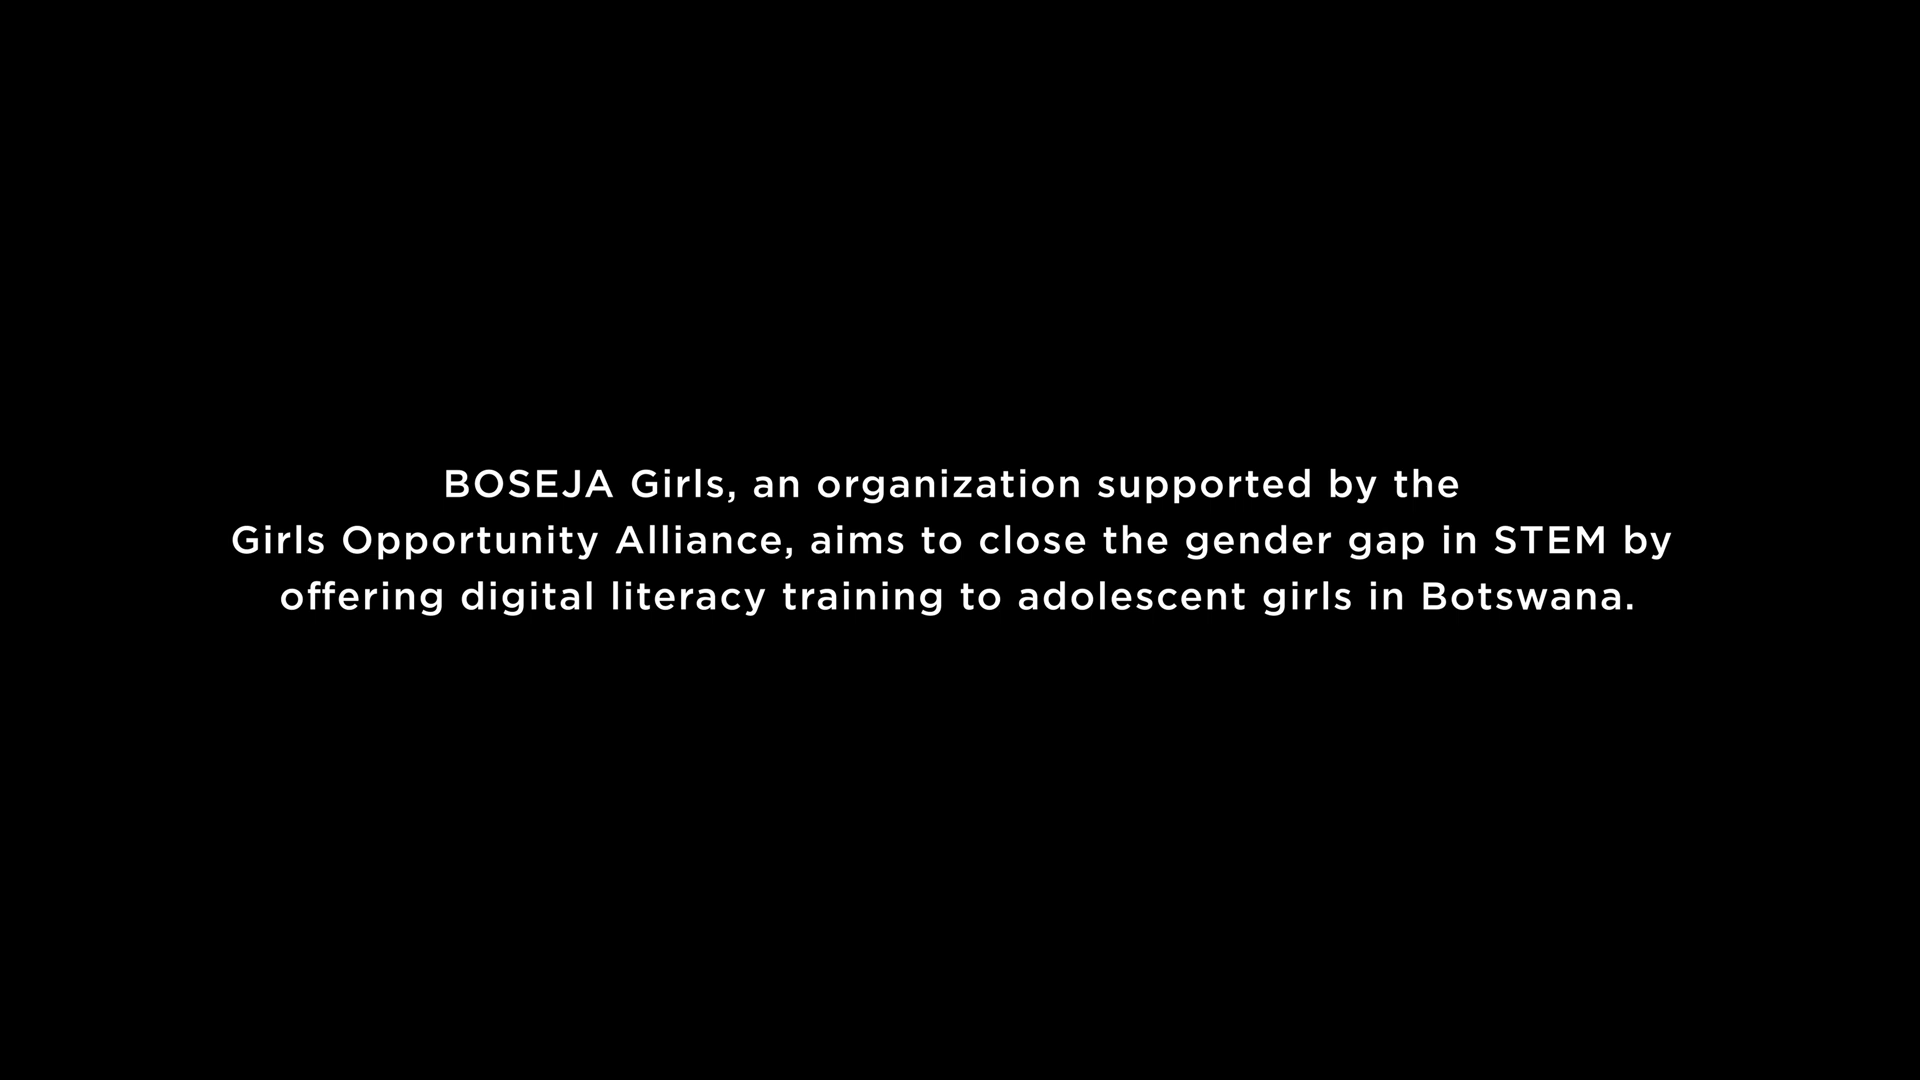 BOSEJA Girls, an organization supported by the
Girls Opportunity Alliance, aims to close the gender gap in STEM by
offering digital literacy training to adolescent girls in Botswana.